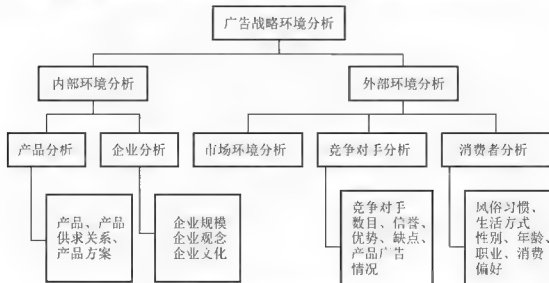 广告战略环境分析
内部环境分析
外部环境分析
产品分析
企业分析
市场环境分析
竞争对手分析
消费者分析
产品、产品
供求关系、
产品方案
企业规模
企业观念
企业文化
竞争对手
数目、信誉、
优势、缺点、
产品广告
情况
风俗习惯、
生活方式
性别、年龄、
职业、消费
偏好